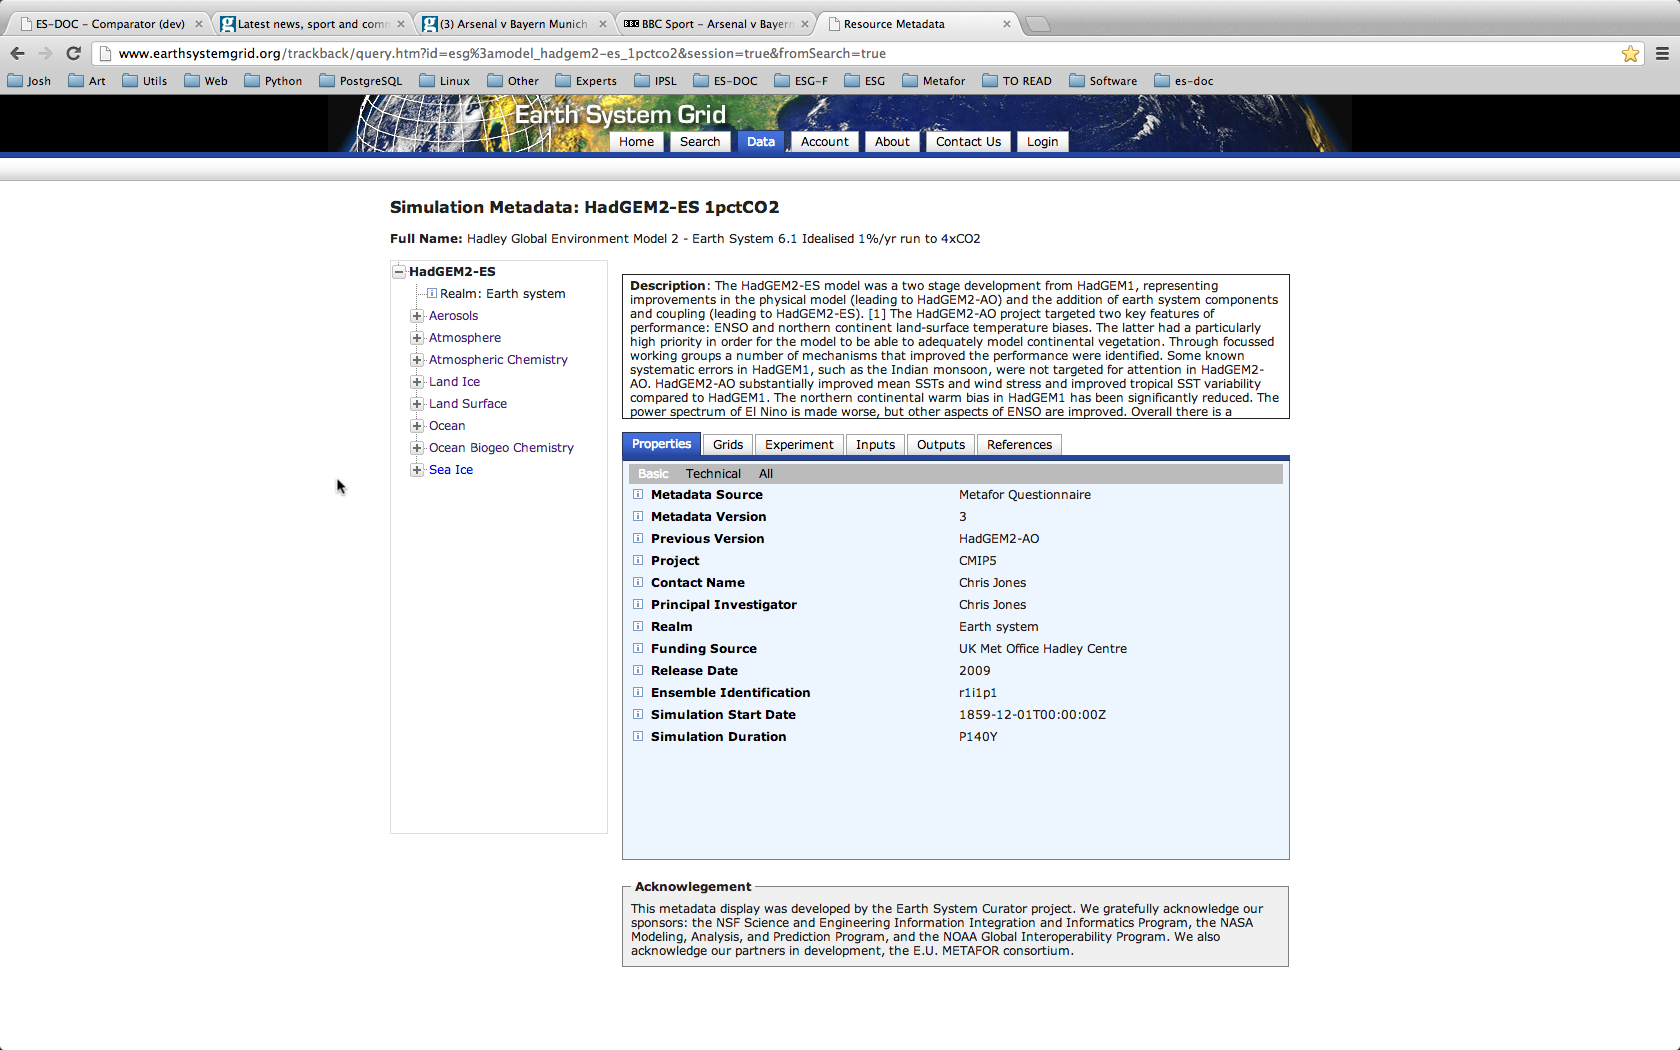 ES-DOC – Comparator (dev)
Latest news, sport and comm
(3) Arsenal v Bayern Munich
BBC Sport – Arsenal v Bayern
Resource Metadata
www.earthsystemgrid.org/trackback/query.htm?id=esg%3amodel_hadgem2-es_1pctco2&session=true&fromSearch=true
Josh Art Utils Web Python PostgreSQL Linux Other Experts IPSL ES-DOC ESG-F ESG Metafor TO READ Software es-doc
Earth System Grid
Home Search Data Account About Contact Us Login
Simulation Metadata: HadGEM2-ES 1pctCO2
Full Name: Hadley Global Environment Model 2 - Earth System 6.1 Idealised 1%/yr run to 4xCO2
HadGEM2-ES
Realm: Earth system
Aerosols
Atmosphere
Atmospheric Chemistry
Land Ice
Land Surface
Ocean
Ocean Biogeo Chemistry
Sea Ice
Description: The HadGEM2-ES model was a two stage development from HadGEM1, representing
improvements in the physical model (leading to HadGEM2-AO) and the addition of earth system components
and coupling (leading to HadGEM2-ES). [1] The HadGEM2-AO project targeted two key features of
performance: ENSO and northern continent land-surface temperature biases. The latter had a particularly
high priority in order for the model to be able to adequately model continental vegetation. Through focussed
working groups a number of mechanisms that improved the performance were identified. Some known
systematic errors in HadGEM1, such as the Indian monsoon, were not targeted for attention in HadGEM2-
AO. HadGEM2-AO substantially improved mean SSTs and wind stress and improved tropical SST variability
compared to HadGEM1. The northern continental warm bias in HadGEM1 has been significantly reduced. The
power spectrum of El Nino is made worse, but other aspects of ENSO are improved. Overall there is a
Properties Grids Experiment Inputs Outputs References
Basic Technical All
Metadata Source Metafor Questionnaire
Metadata Version 3
Previous Version HadGEM2-AO
Project CMIP5
Contact Name Chris Jones
Principal Investigator Chris Jones
Realm Earth system
Funding Source UK Met Office Hadley Centre
Release Date 2009
Ensemble Identification r1i1p1
Simulation Start Date 1859-12-01T00:00:00Z
Simulation Duration P140Y
Acknowlegement
This metadata display was developed by the Earth System Curator project. We gratefully acknowledge our
sponsors: the NSF Science and Engineering Information Integration and Informatics Program, the NASA
Modeling, Analysis, and Prediction Program, and the NOAA Global Interoperability Program. We also
acknowledge our partners in development, the E.U. METAFOR consortium.